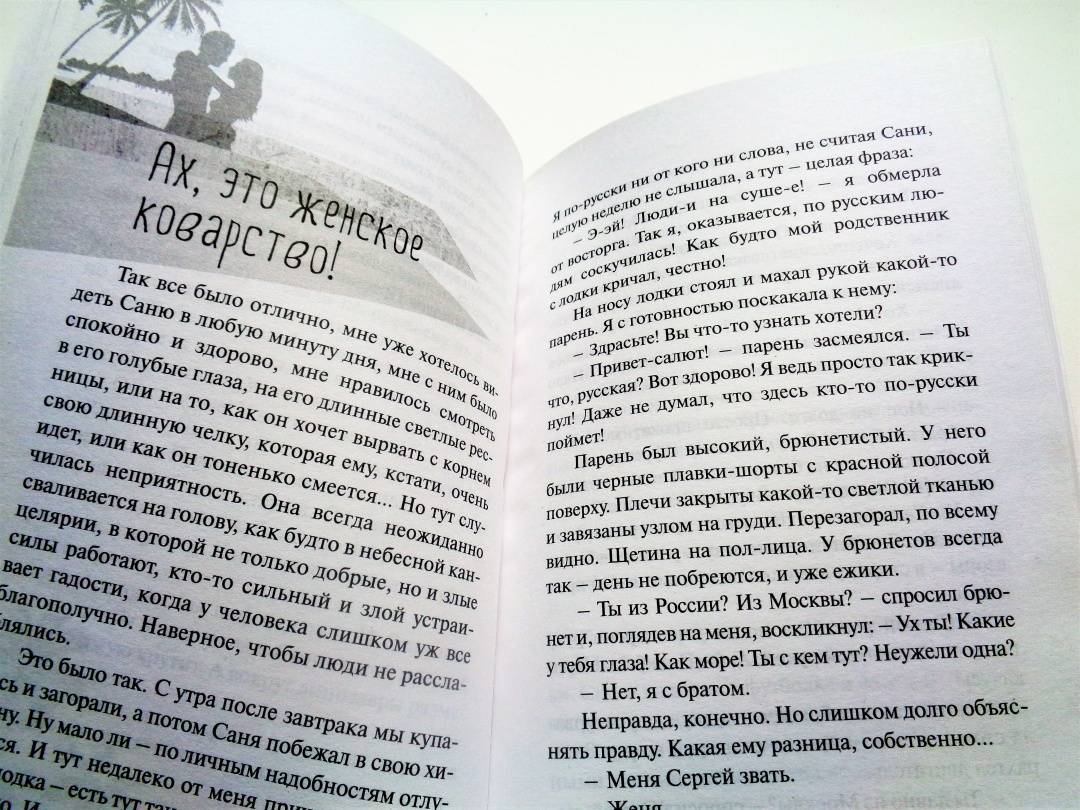 Ах, это женское
коварство!
Так все было отлично, мне уже хотелось ви-
деть Саню в любую минуту дня, мне с ним было
спокойно и здорово, мне нравилось смотреть
в его голубые глаза, на его длинные светлые рес-
ницы, или на то, как он хочет вырвать с корнем
свою длинную челку, которая ему, кстати, очень
идет, или как он тоненько смеется... Но тут слу-
чилась неприятность. Она всегда неожиданно
сваливается на голову, как будто в небесной кан-
целярии, в которой не только добрые, но и злые
силы работают, кто-то сильный и злой устраи-
вает гадости, когда у человека слишком уж все
благополучно. Наверное, чтобы люди не рассла-
лялись.
Это было так. С утра после завтрака мы купа-
сь и загорали, а потом Саня побежал в свою хи-
ну. Ну мало ли – по личным надобностям отлу-
ся. И тут недалеко от меня
одка – есть тут
Я по-русски ни от кого ни слова, не считая Сани,
целую неделю не слышала, а тут – целая фраза:
– Э-эй! Люди-и на суше-е! – я обмерла
от восторга. Так я, оказывается, по русским лю-
дям соскучилась! Как будто мой родственник
с лодки кричал, честно!
На носу лодки стоял и махал рукой какой-то
парень. Я с готовностью поскакала к нему:
– Здрасьте! Вы что-то узнать хотели?
– Привет-салют! – парень засмеялся. – Ты
что, русская? Вот здорово! Я ведь просто так крик-
нул! Даже не думал, что здесь кто-то по-русски
поймет!
Парень был высокий, брюнетистый. У него
были черные плавки-шорты с красной полосой
поверху. Плечи закрыты какой-то светлой тканью
и завязаны узлом на груди. Перезагорал, по всему
видно. Щетина на пол-лица. У брюнетов всегда
так – день не побреются, и уже ежики.
– Ты из России? Из Москвы? – спросил брю-
нет и, поглядев на меня, воскликнул: – Ух ты! Какие
у тебя глаза! Как море! Ты с кем тут? Неужели одна?
– Нет, я с братом.
Неправда, конечно. Но слишком долго объяс-
нять правду. Какая ему разница, собственно...
– Меня Сергей звать.
– Женя.